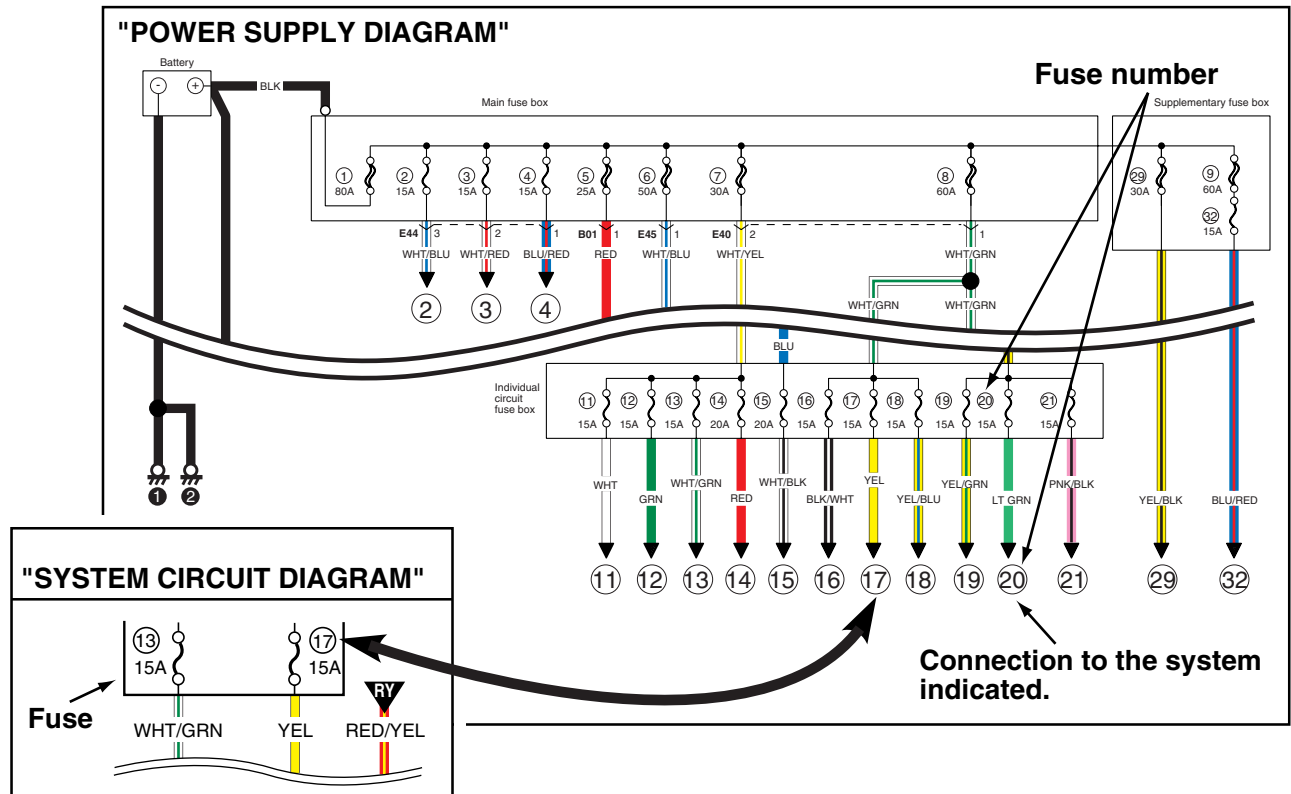 "POWER SUPPLY DIAGRAM"
Battery
- +
BLK
Fuse number
Main fuse box
Supplementary fuse box
1 2 3 4 5 6 7 8 29 9
80A 15A 15A 15A 25A 50A 30A 60A 30A 60A
32
15A
E44 3 2 1 B01 1 E45 1 E40 2 1
WHT/BLU WHT/RED BLU/RED RED WHT/BLU WHT/YEL WHT/GRN
2 3 4
WHT/GRN WHT/GRN
BLU
Individual
circuit
fuse box
11 12 13 14 15 16 17 18 19 20 21
15A 15A 15A 20A 20A 15A 15A 15A 15A 15A 15A
WHT GRN WHT/GRN RED WHT/BLK BLK/WHT YEL YEL/BLU YEL/GRN LT GRN PNK/BLK YEL/BLK BLU/RED
1 2
11 12 13 14 15 16 17 18 19 20 21 29 32
Connection to the system
indicated.
"SYSTEM CIRCUIT DIAGRAM"
13 17
15A 15A
RY
Fuse
WHT/GRN YEL RED/YEL